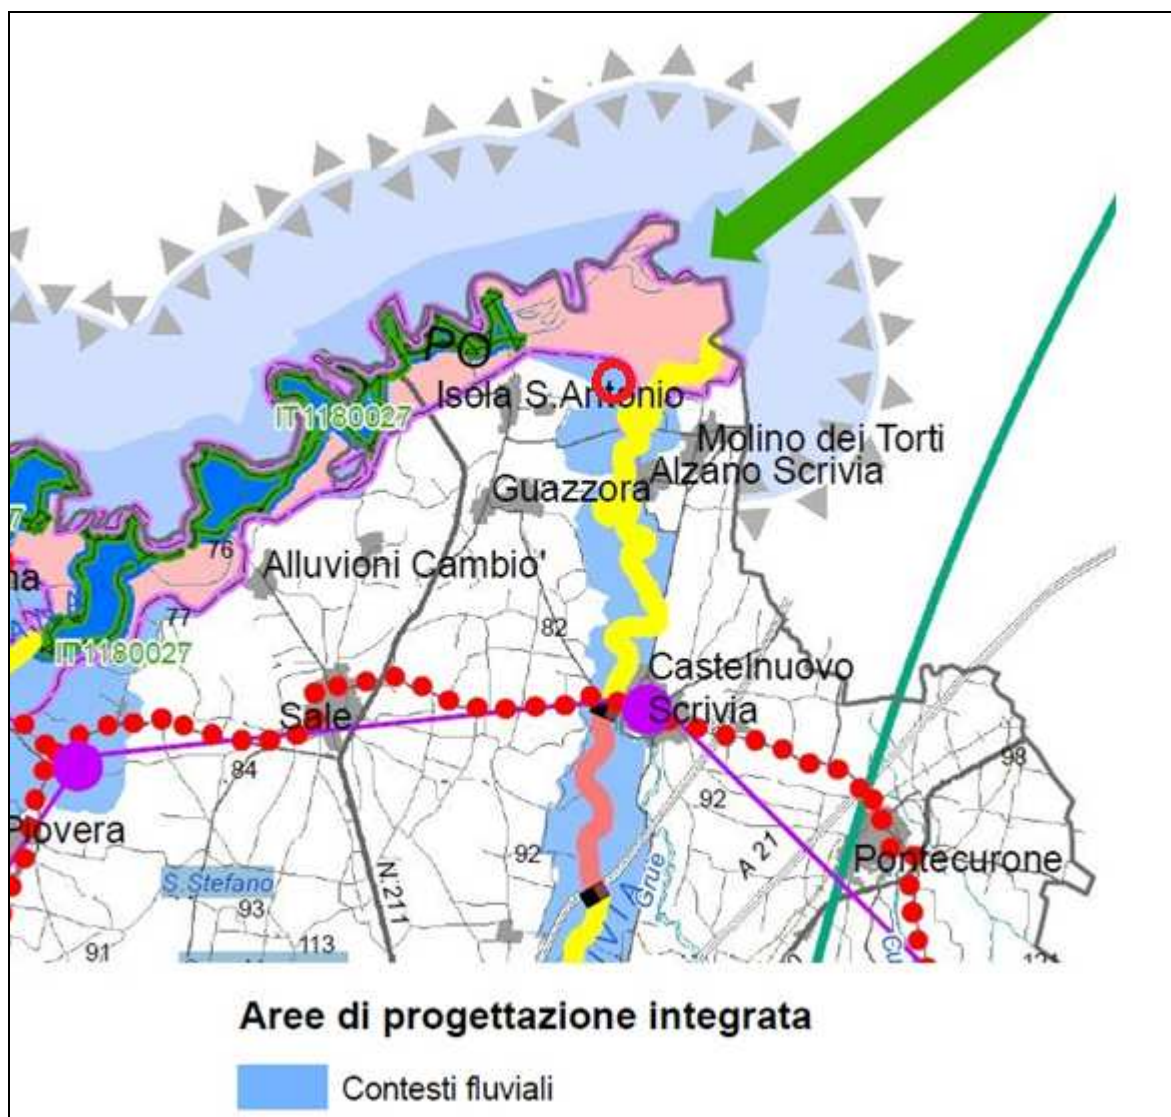 PO
Isola S.Antonio
IT1180027
Molino dei Torti
Alzano Scrivia
Guazzora
7
76
Alluvioni Cambio'
na
77
82
IT1180027
Castelnuovo
Scrivia
Sale
84
98
92
Piovera
92
A 21
Pontecurone
Grue
S.Stefano
N.211
93
113
91
Aree di progettazione integrata
Contesti fluviali